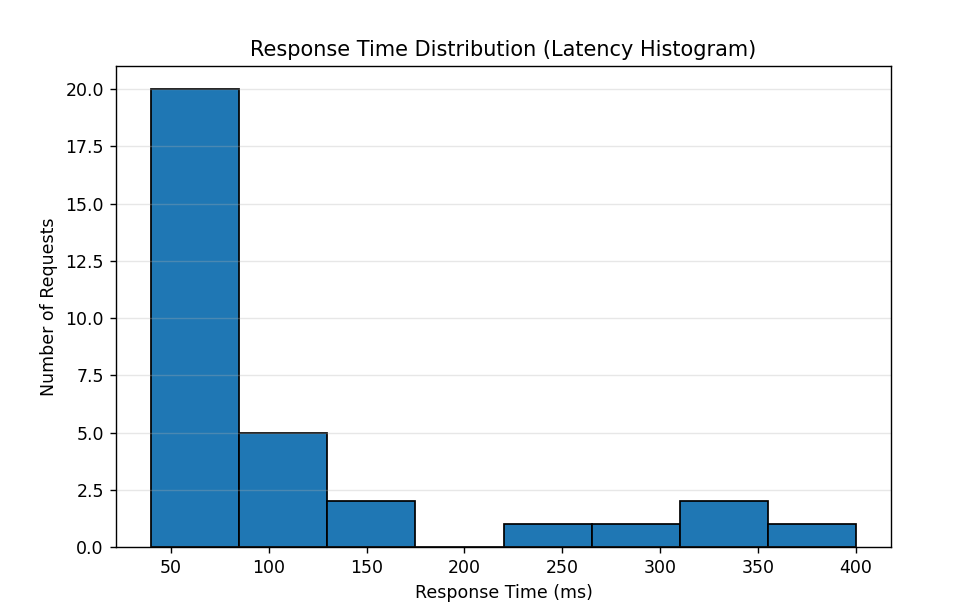 Response Time Distribution (Latency Histogram)
20.0
17.5
15.0
12.5
10.0
7.5
5.0
2.5
0.0
Number of Requests
50 100 150 200 250 300 350 400
Response Time (ms)